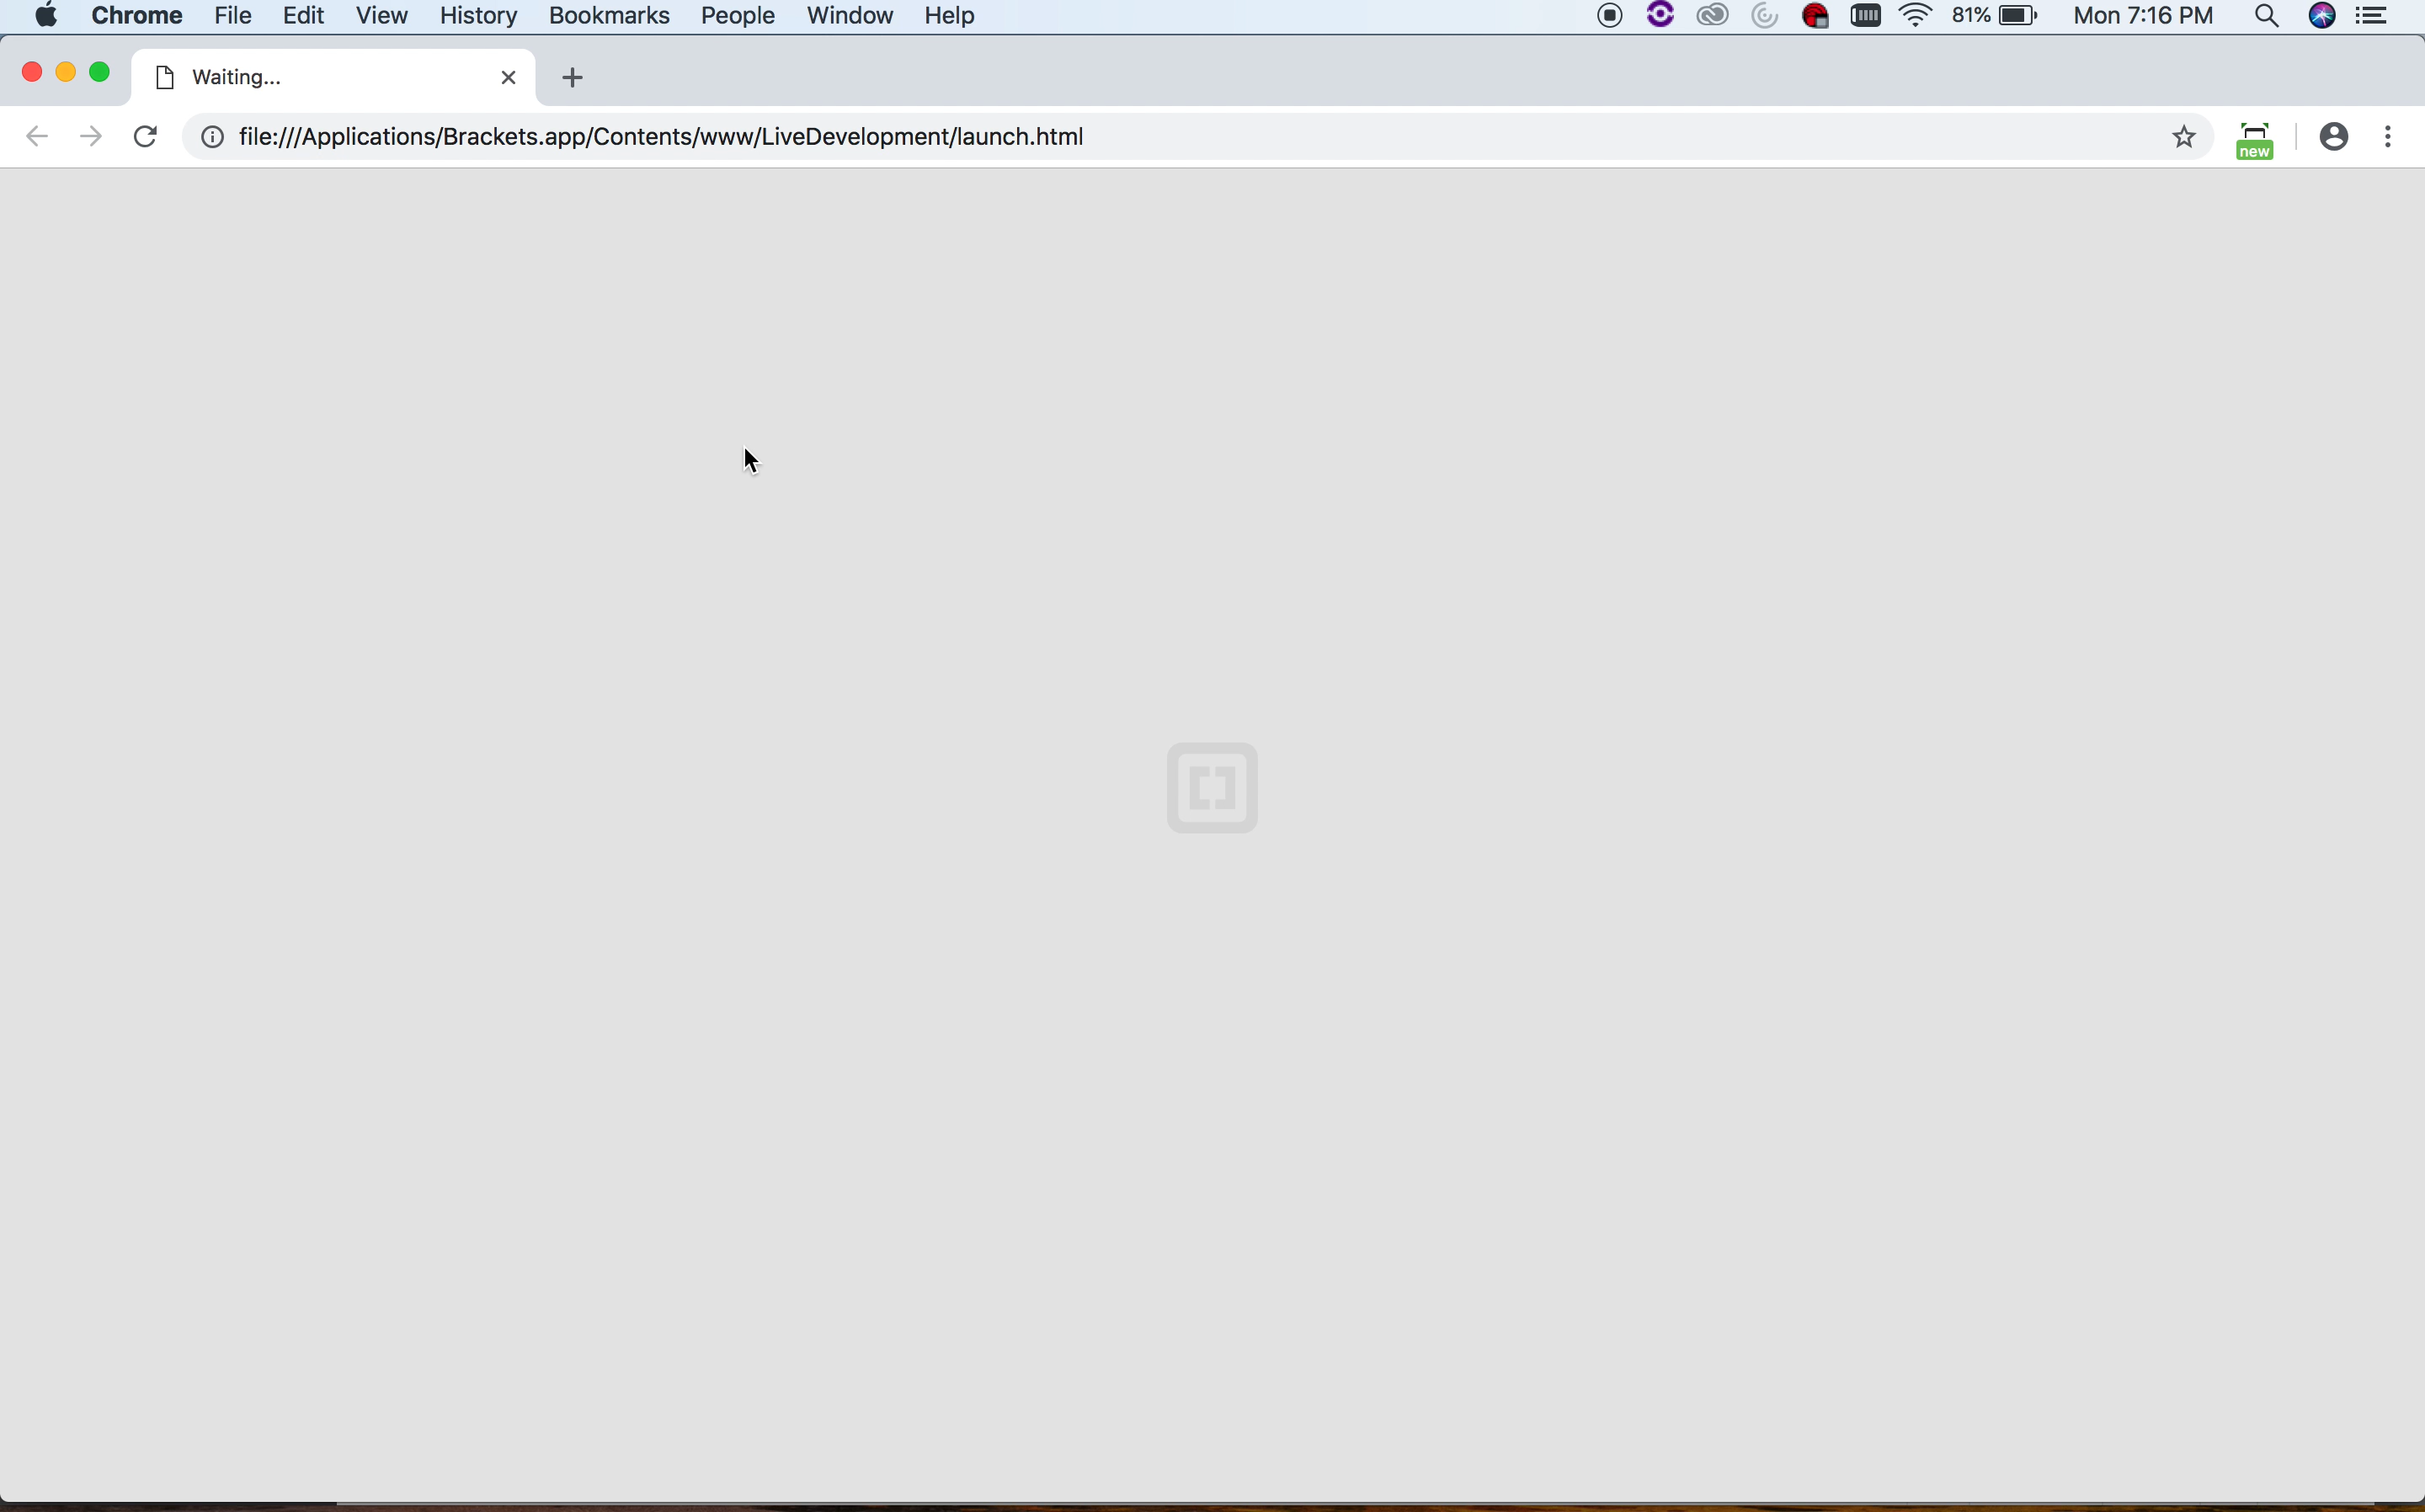 Chrome File Edit View History Bookmarks People Window Help 81% Mon 7:16 PM
Waiting...
file:///Applications/Brackets.app/Contents/www/LiveDevelopment/launch.html
new